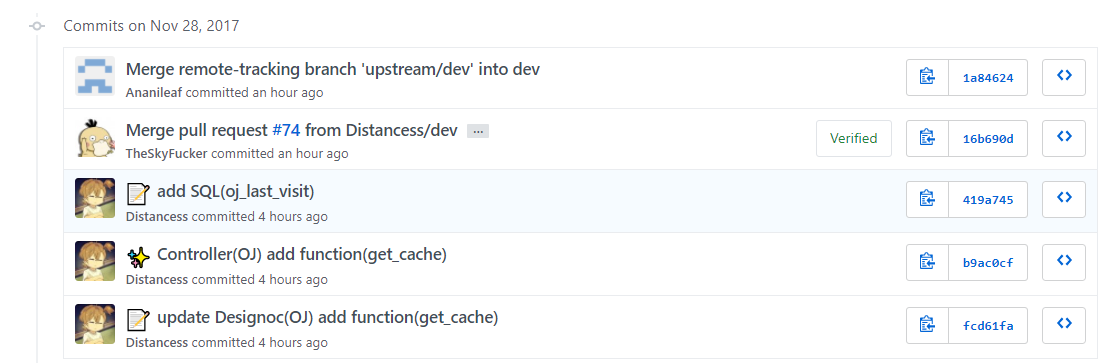 Commits on Nov 28, 2017
Merge remote-tracking branch 'upstream/dev' into dev
Ananileaf committed an hour ago
1a84624
Merge pull request #74 from Distancess/dev ...
TheSkyFucker committed an hour ago
Verified
16b690d
📝 add SQL(oj_last_visit)
Distancess committed 4 hours ago
419a745
✨ Controller(OJ) add function(get_cache)
Distancess committed 4 hours ago
b9ac0cf
📝 update Designoc(OJ) add function(get_cache)
Distancess committed 4 hours ago
fcd61fa